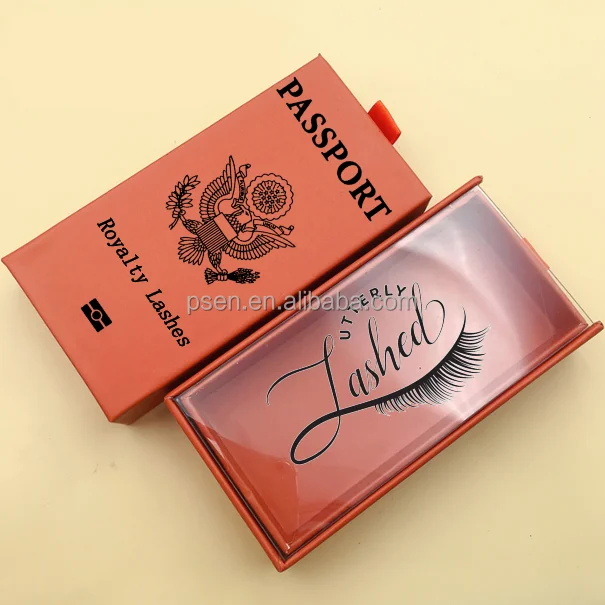 PASSPORT
Royalty Lashes
psen.en.alibaba.com
UTTERLY
Lashed